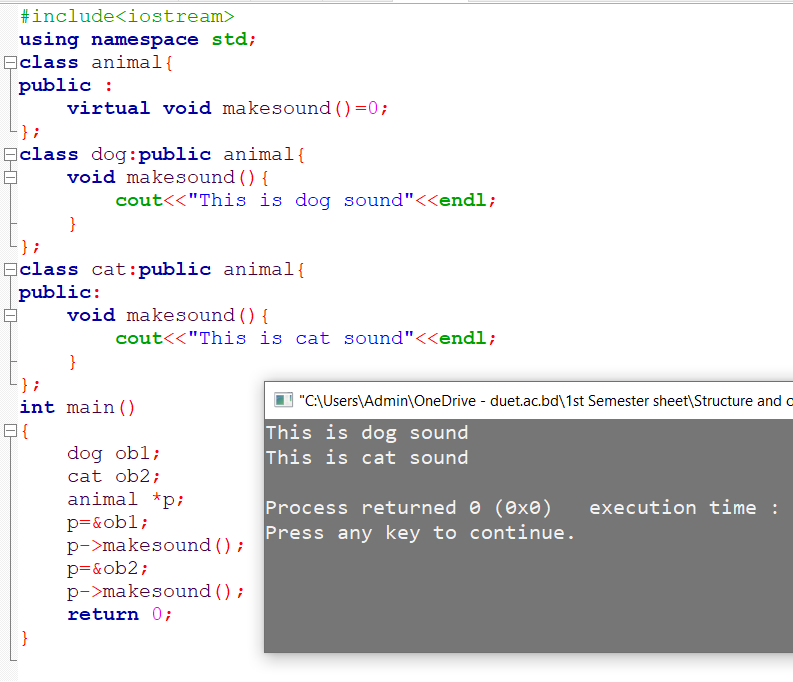 #include<iostream>
using namespace std;
class animal{
public :
    virtual void makesound()=0;
};
class dog:public animal{
    void makesound(){
        cout<<"This is dog sound"<<endl;
    }
};
class cat:public animal{
public:
    void makesound(){
        cout<<"This is cat sound"<<endl;
    }
};
int main()
{
    dog ob1;
    cat ob2;
    animal *p;
    p=&ob1;
    p->makesound();
    p=&ob2;
    p->makesound();
    return 0;
}
"C:\Users\Admin\OneDrive - duet.ac.bd\1st Semester sheet\Structure and o
This is dog sound
This is cat sound
Process returned 0 (0x0)   execution time :
Press any key to continue.